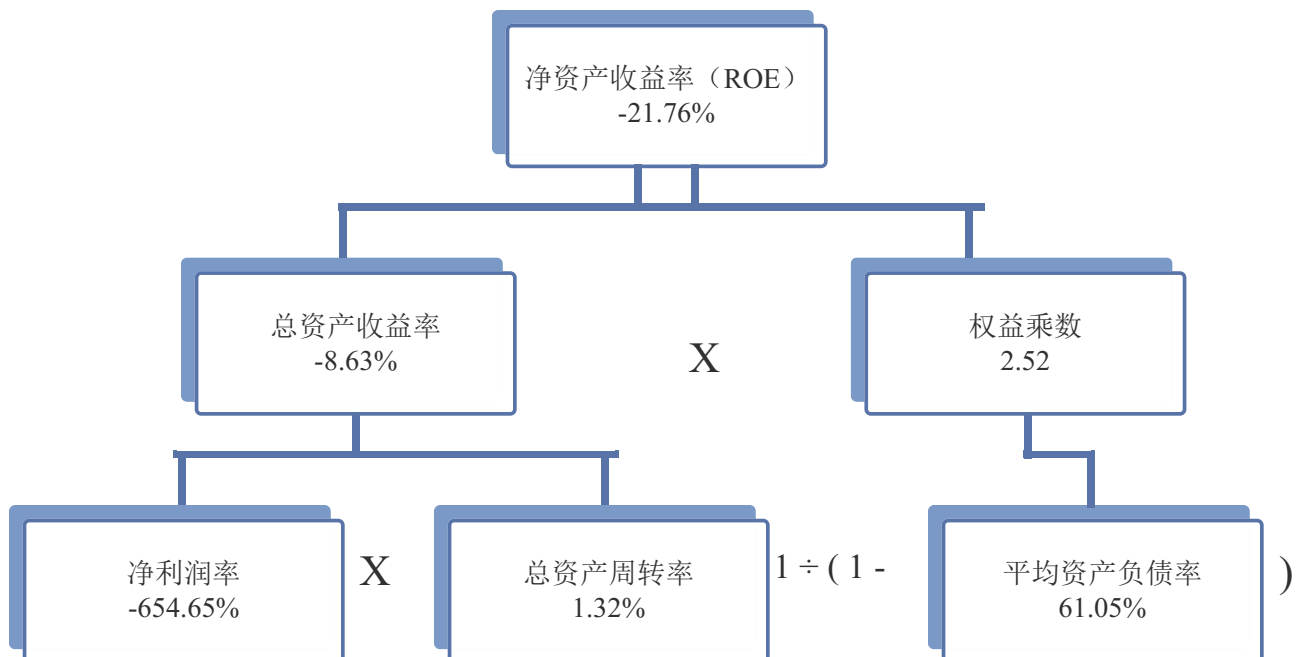 净资产收益率（ROE）
-21.76%
总资产收益率
-8.63%
X
权益乘数
2.52
净利润率
-654.65%
X
总资产周转率
1.32%
1 ÷ ( 1 -
平均资产负债率
61.05%
)